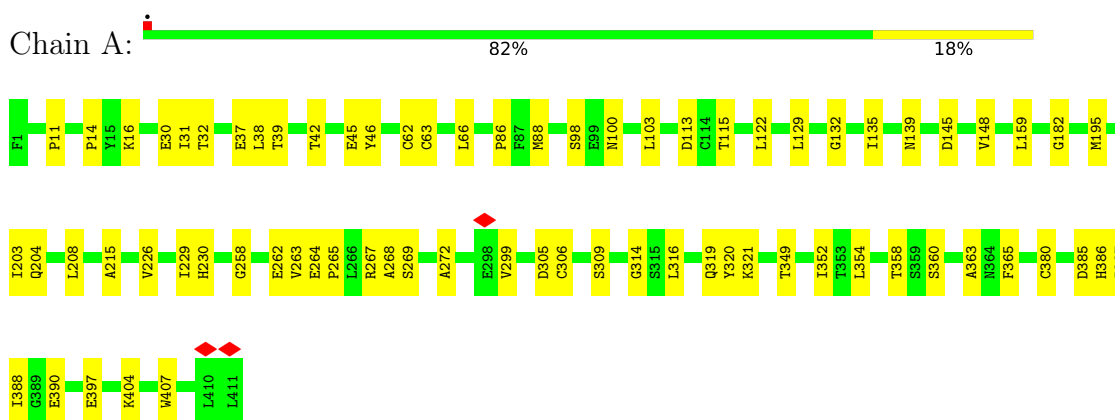 Chain A:
82% 18%
F1 P11 P14 Y15 K16 E30 I31 T32 E37 L38 T39 T42 E45 Y46 C62 C63 L66 P86 F87 M88 S98 E99 N100 L103 D113 C114 T115 L122 L129 G132 I135 N139 D145 V148 L159 G182 M195
I203 Q204 L208 A215 V226 I229 H230 G258 E262 V263 E264 P265 L266 R267 A268 S269 A272 E298 V299 D305 C306 S309 G314 S315 L316 Q319 Y320 K321 T349 I352 T353 L354 T358 S359 S360 A363 N364 F365 C380 D385 H386
I388 G389 E390 E397 K404 W407 L410 L411